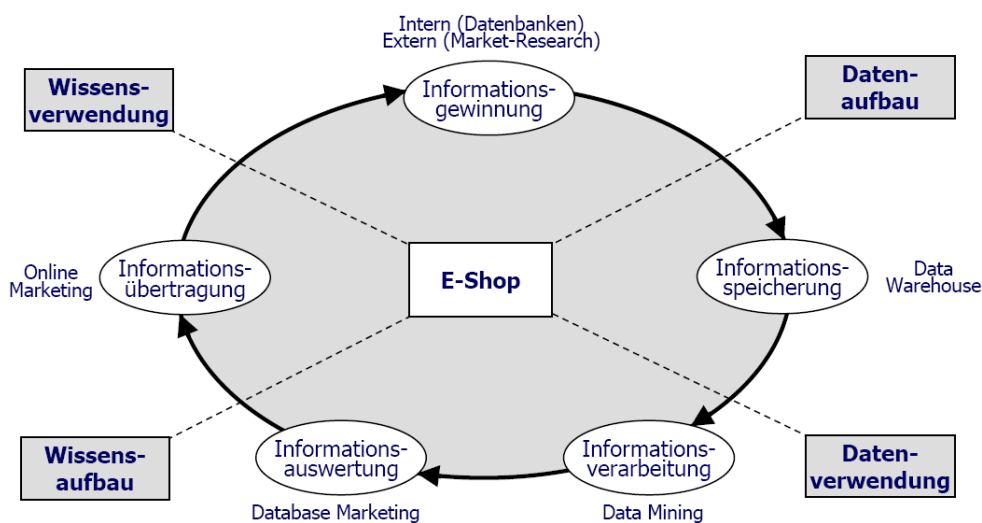 Intern (Datenbanken)
Extern (Market-Research)
Wissens-
verwendung
Informations-
gewinnung
Daten-
aufbau
Online
Marketing
Informations-
übertragung
E-Shop
Informations-
speicherung
Data
Warehouse
Wissens-
aufbau
Informations-
auswertung
Informations-
verarbeitung
Daten-
verwendung
Database Marketing
Data Mining